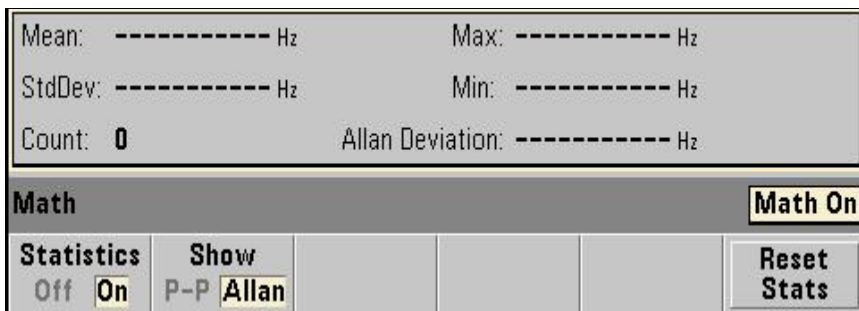 Mean: ----------- Hz Max: ----------- Hz
StdDev: ----------- Hz Min: ----------- Hz
Count: 0 Allan Deviation: ----------- Hz
Math Math On
Statistics Show Reset
Off On P-P Allan Stats